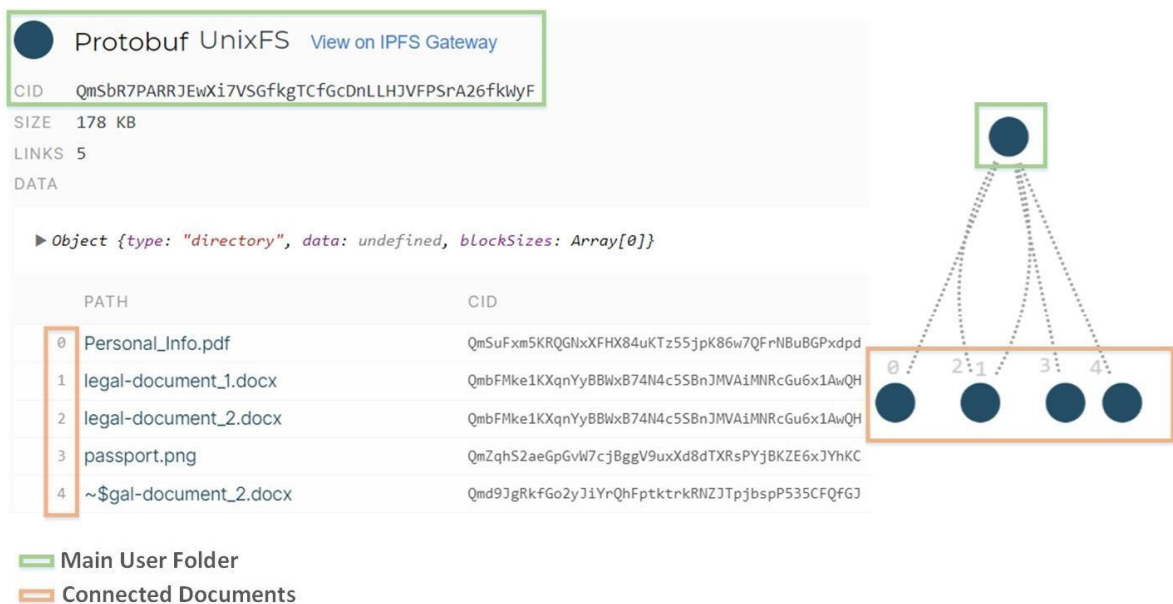 Protobuf UnixFS View on IPFS Gateway
CID QmSbR7PARRJEwXi7VSGfkgTCfGcDnLLHJVFPSrA26fkWyF
SIZE 178 KB
LINKS 5
DATA
▶ Object {type: "directory", data: undefined, blockSizes: Array[0]}
PATH CID
0 Personal_Info.pdf QmSuFxm5KRQGNxXFHX84uKTz55jpK86w7QFrNBuBGPxdpd
1 legal-document_1.docx QmbFMke1KXqnYyBBWxB74N4c5SBnJMVAiMNRcGu6x1AwQH
2 legal-document_2.docx QmbFMke1KXqnYyBBWxB74N4c5SBnJMVAiMNRcGu6x1AwQH
3 passport.png QmZqhS2aeGpGvW7cjBggV9uxXd8dTXRsPYjBKZE6xJYhKC
4 ~$gal-document_2.docx Qmd9JgRkfGo2yJiYrQhFptktrkRNZJTpjbspP535CFQfGJ
0 2 1 3 4
Main User Folder
Connected Documents